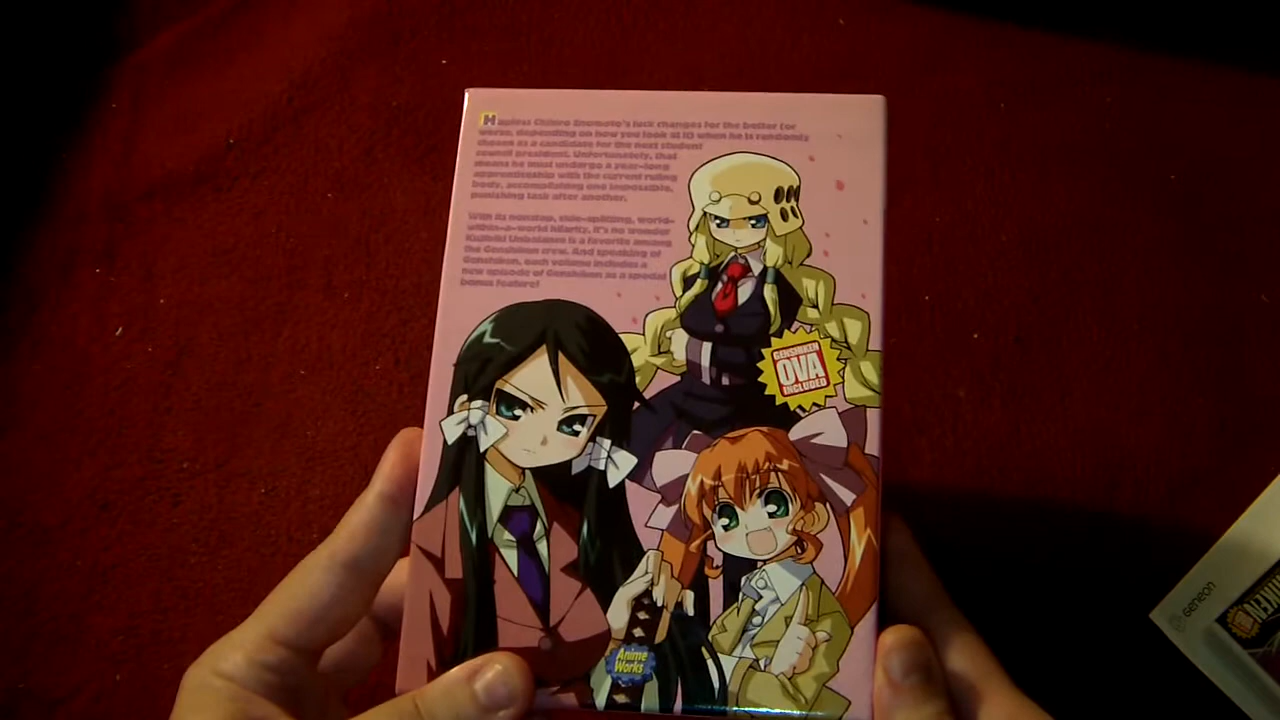 Hapless Chihiro Enomoto's luck changes for the better (or
worse, depending on how you look at it) when he is randomly
chosen as a candidate for the next student
council president. Unfortunately, that
means he must undergo a year-long
apprenticeship with the current ruling
body, accomplishing one impossible,
punishing task after another.
With its nonstop, side-splitting, world-
within-a-world hilarity, it's no wonder
Kujibiki Unbalance is a favorite among
the Genshiken crew. And speaking of
Genshiken, each volume includes a
new episode of Genshiken as a special
bonus feature!
GENSHIKEN
OVA
INCLUDED
Anime
Works
GENEON